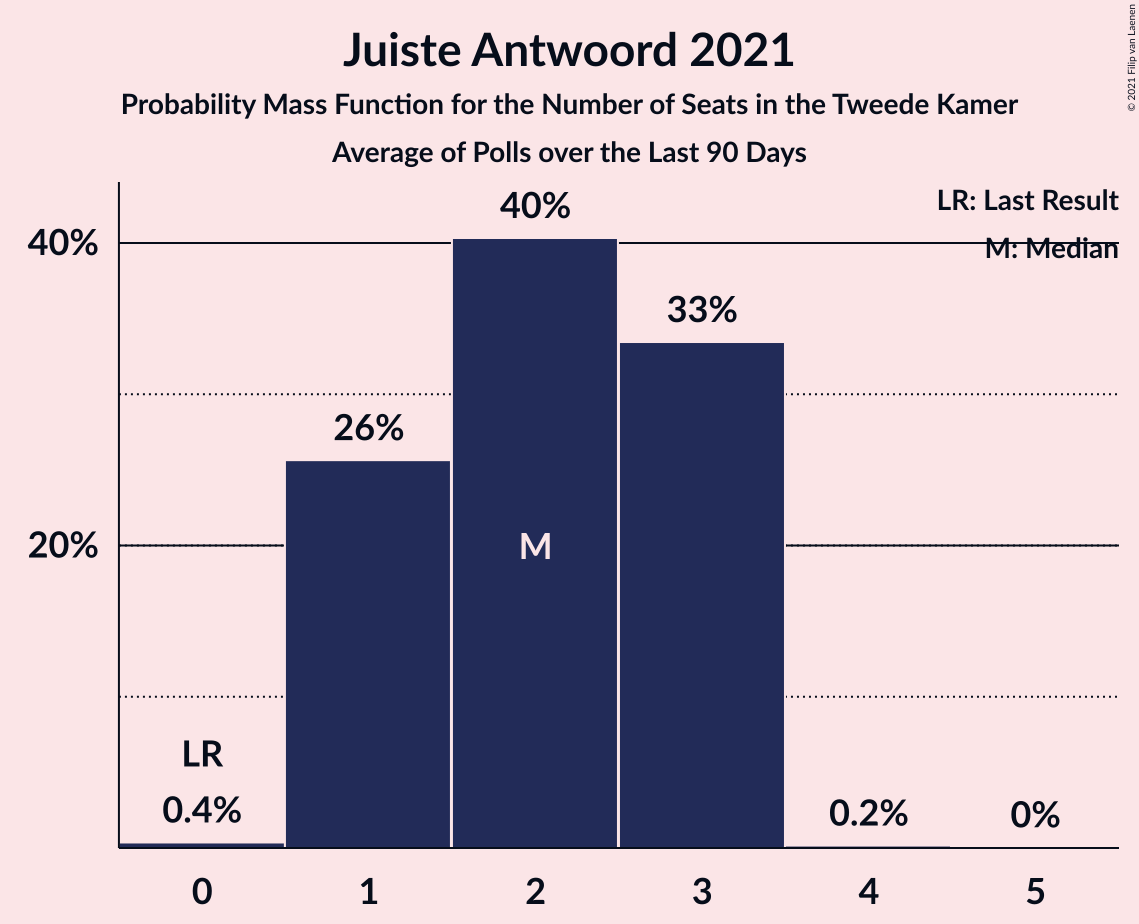 Juiste Antwoord 2021
Probability Mass Function for the Number of Seats in the Tweede Kamer
Average of Polls over the Last 90 Days
© 2021 Filip van Laenen
LR: Last Result
M: Median
40%
20%
40%
33%
26%
M
LR
0.4%
0.2%
0%
0 1 2 3 4 5